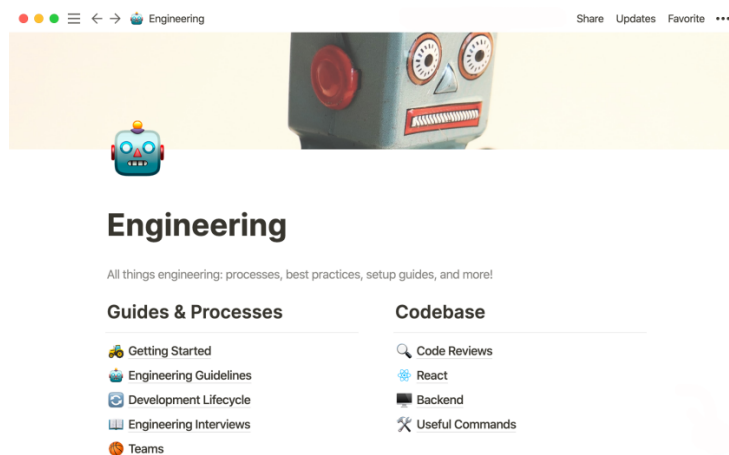 Engineering
Share Updates Favorite
Engineering
All things engineering: processes, best practices, setup guides, and more!
Guides & Processes
Getting Started
Engineering Guidelines
Development Lifecycle
Engineering Interviews
Teams
Codebase
Code Reviews
React
Backend
Useful Commands